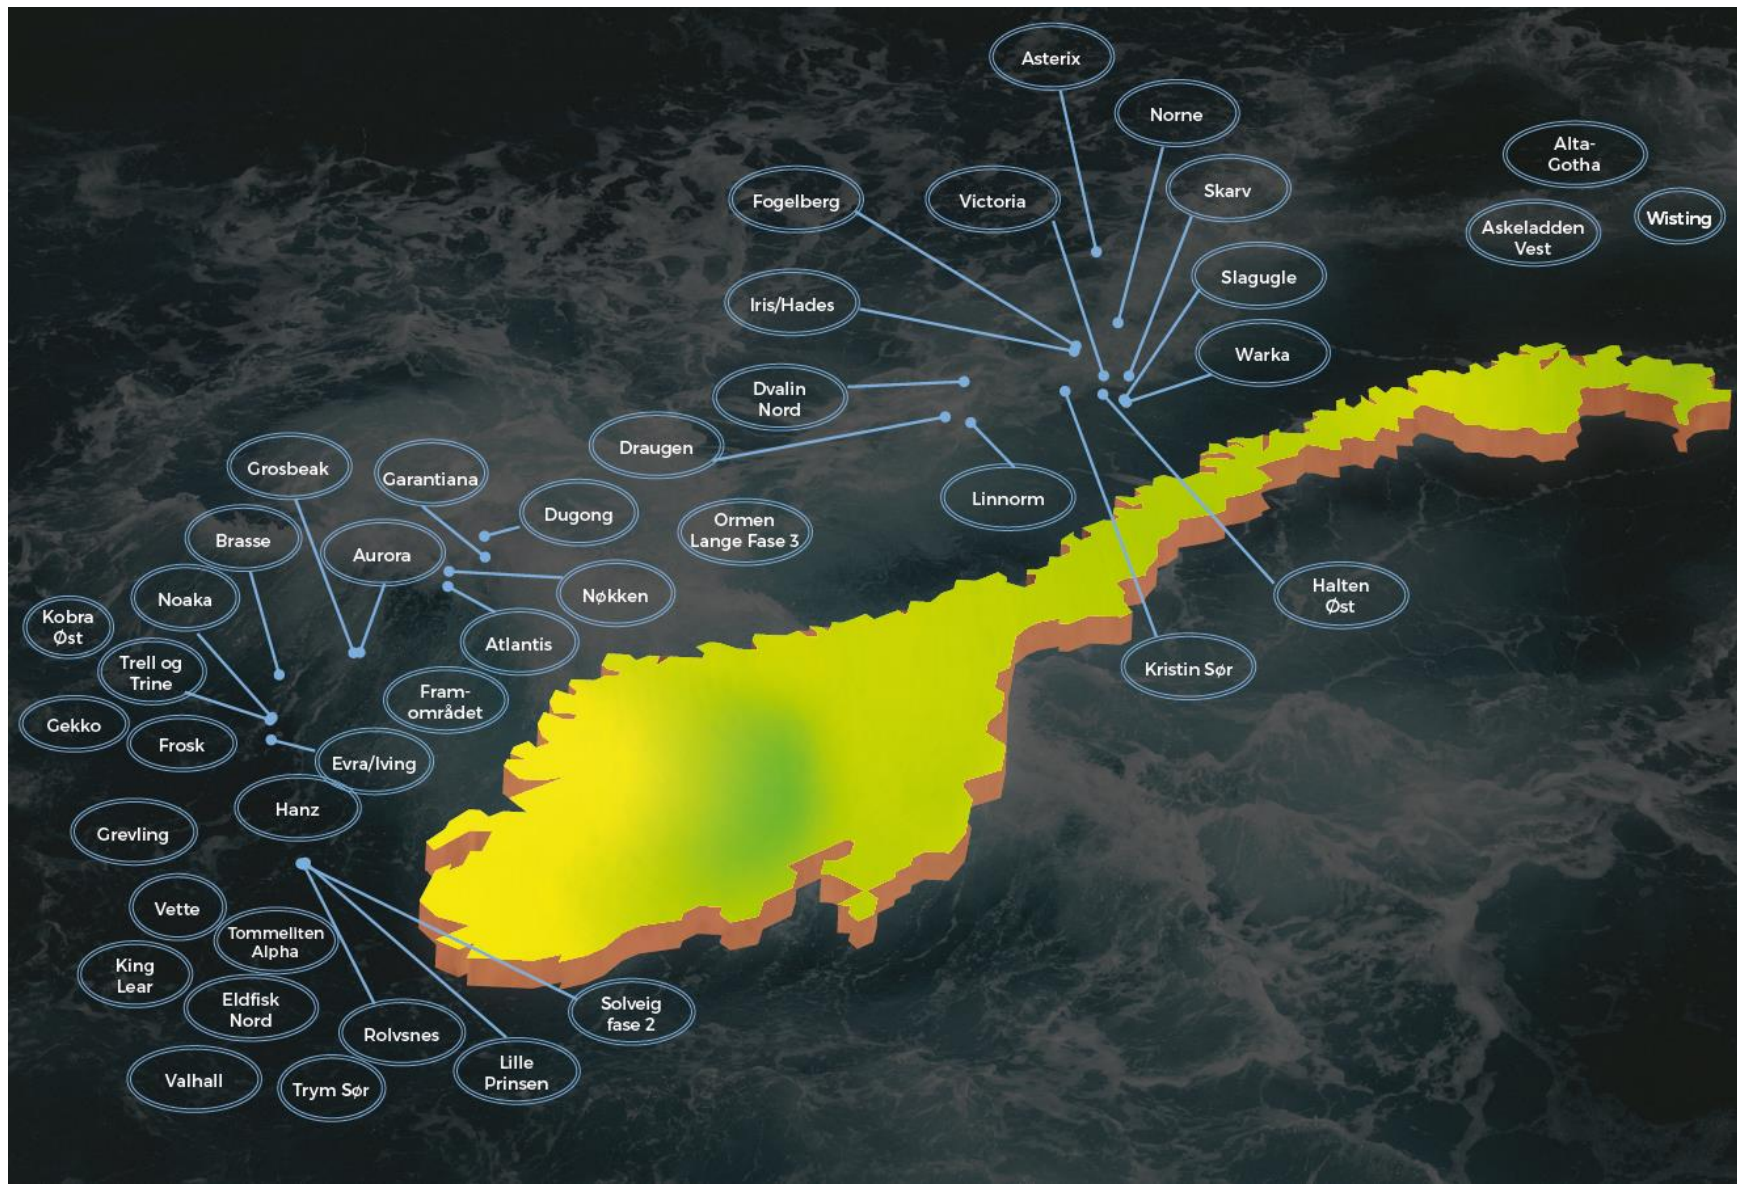 Asterix
Norne
Alta-
Gotha
Fogelberg
Victoria
Skarv
Askeladden
Vest
Wisting
Iris/Hades
Slagugle
Warka
Dvalin
Nord
Draugen
Linnorm
Grosbeak
Garantiana
Dugong
Ormen
Lange Fase 3
Brasse
Aurora
Nøkken
Halten
Øst
Noaka
Kobra
Øst
Atlantis
Kristin Sør
Trell og
Trine
Fram-
området
Gekko
Frosk
Evra/Iving
Hanz
Grevling
Vette
Tommeliten
Alpha
King
Lear
Eldfisk
Nord
Solveig
fase 2
Rolvsnes
Lille
Prinsen
Valhall
Trym Sør